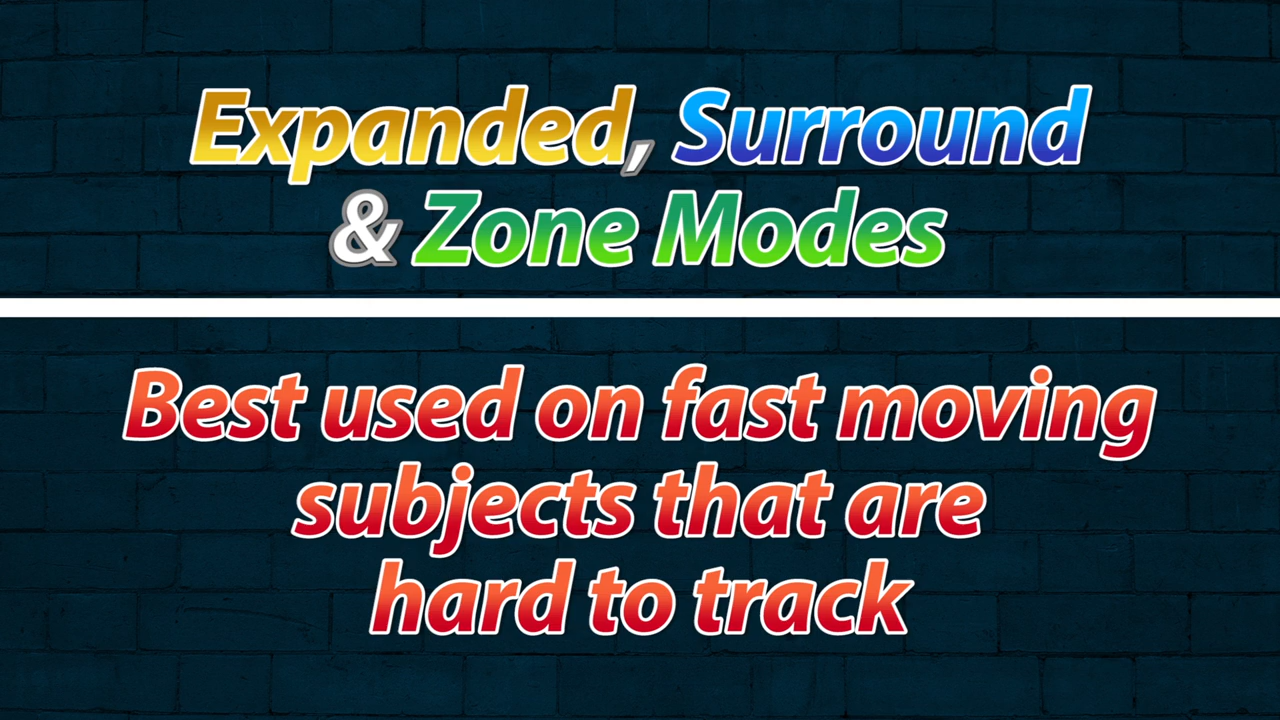 Expanded, Surround
& Zone Modes
Best used on fast moving
subjects that are
hard to track